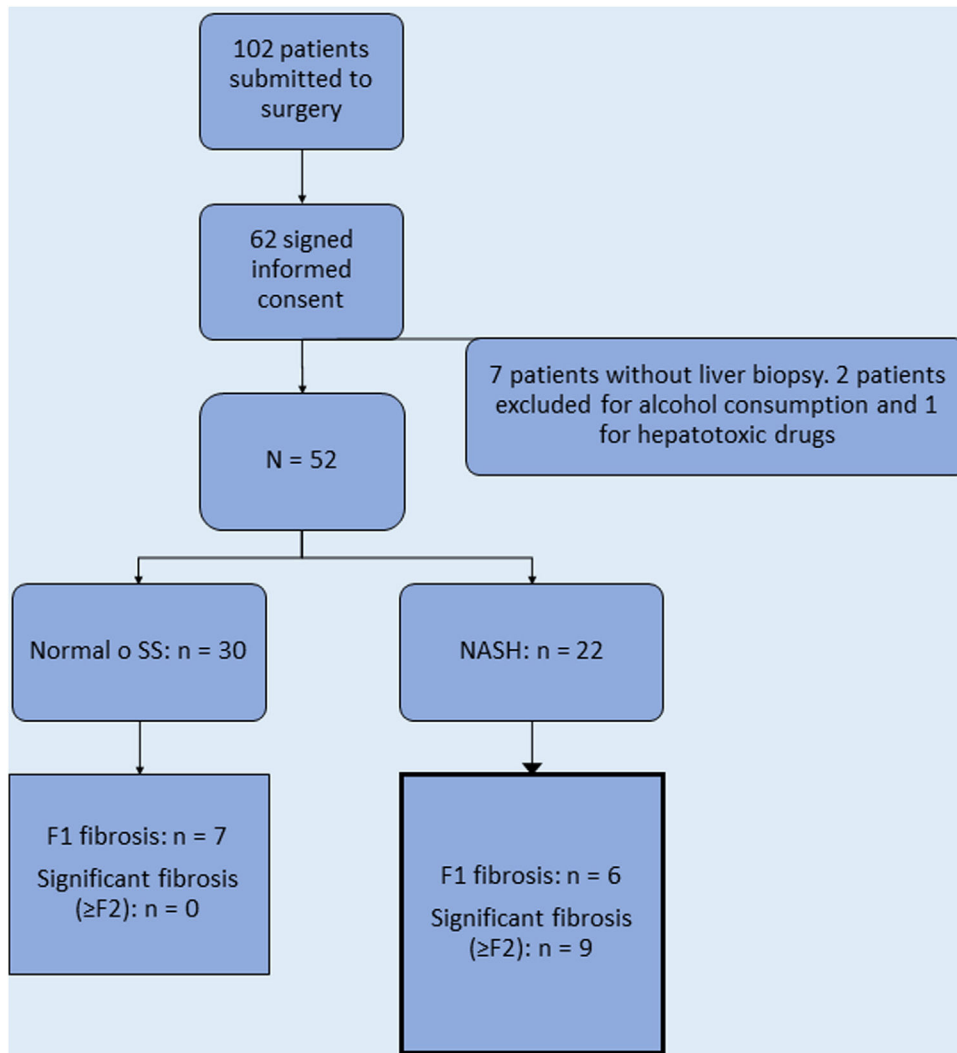 102 patients
submitted to
surgery
62 signed
informed
consent
7 patients without liver biopsy. 2 patients
excluded for alcohol consumption and 1
for hepatotoxic drugs
N = 52
Normal o SS: n = 30
NASH: n = 22
F1 fibrosis: n = 7
Significant fibrosis
(≥F2): n = 0
F1 fibrosis: n = 6
Significant fibrosis
(≥F2): n = 9